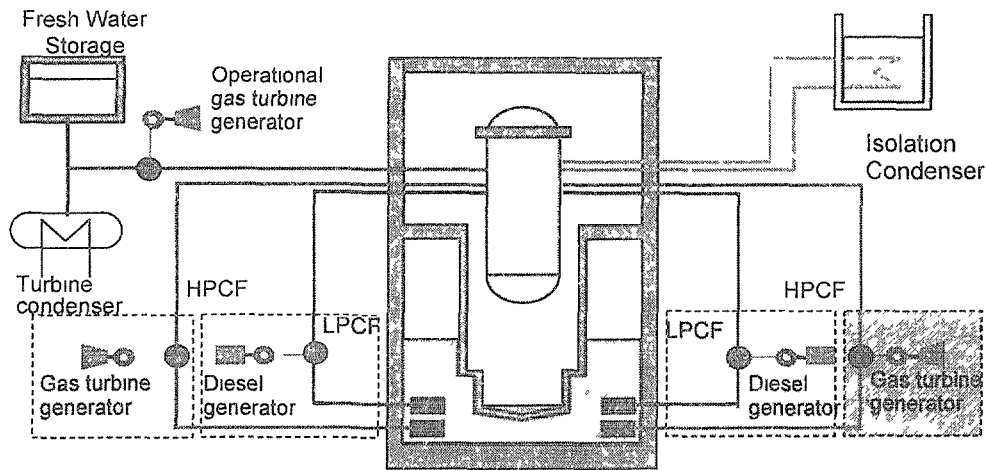 Fresh Water
Storage
Operational
gas turbine
generator
Isolation
Condenser
Turbine
condenser
HPCF
LPCF
Gas turbine
generator
Diesel
generator
HPCF
LPCF
Diesel
generator
Gas turbine
generator